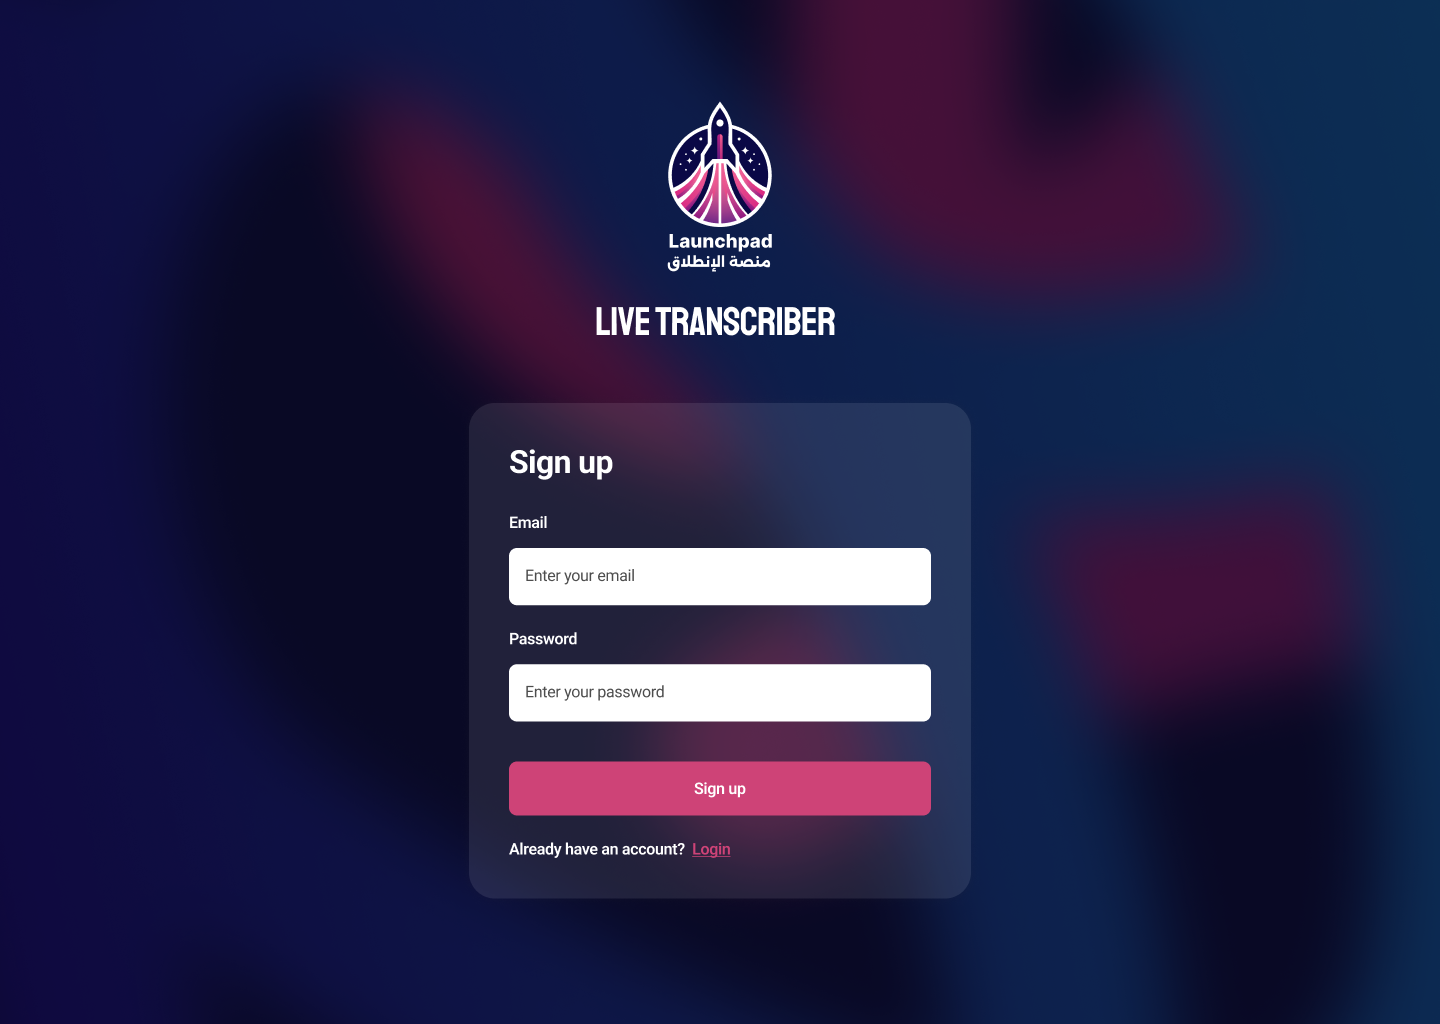 Launchpad
منصة الإنطلاق
LIVE TRANSCRIBER
Sign up
Email
Enter your email
Password
Enter your password
Sign up
Already have an account? Login